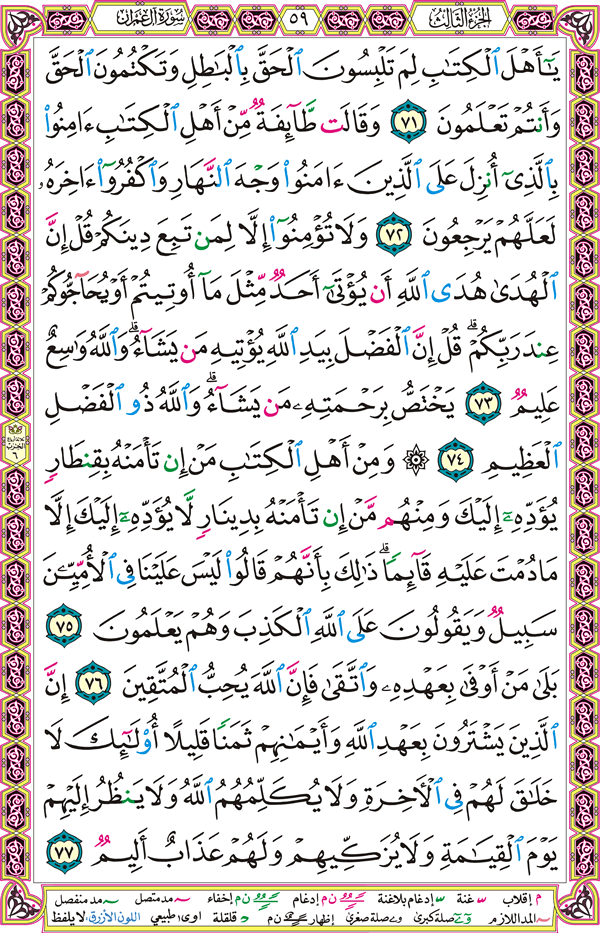 الجزء الثالث
٥٩
سورة آل عمران
يَـٰٓأَهۡلَ ٱلۡكِتَـٰبِ لِمَ تَلۡبِسُونَ ٱلۡحَقَّ بِٱلۡبَـٰطِلِ وَتَكۡتُمُونَ ٱلۡحَقَّ
وَأَنتُمۡ تَعۡلَمُونَ ٧١ وَقَالَت طَّآئِفَةٌ مِّنۡ أَهۡلِ ٱلۡكِتَـٰبِ ءَامِنُوا۟
بِٱلَّذِىٓ أُنزِلَ عَلَى ٱلَّذِينَ ءَامَنُوا۟ وَجۡهَ ٱلنَّهَارِ وَٱكۡفُرُوٓا۟ ءَاخِرَهُۥ
لَعَلَّهُمۡ يَرۡجِعُونَ ٧٢ وَلَا تُؤۡمِنُوٓا۟ إِلَّا لِمَن تَبِعَ دِينَكُمۡ قُلۡ إِنَّ
ٱلۡهُدَىٰ هُدَى ٱللَّهِ أَن يُؤۡتَىٰٓ أَحَدٌ مِّثۡلَ مَآ أُوتِيتُمۡ أَوۡ يُحَآجُّوكُمۡ
عِندَ رَبِّكُمۡۗ قُلۡ إِنَّ ٱلۡفَضۡلَ بِيَدِ ٱللَّهِ يُؤۡتِيهِ مَن يَشَآءُۗ وَٱللَّهُ وَٰسِعٌ
عَلِيمٌ ٧٣ يَخۡتَصُّ بِرَحۡمَتِهِۦ مَن يَشَآءُۗ وَٱللَّهُ ذُو ٱلۡفَضۡلِ
ٱلۡعَظِيمِ ٧٤ ۞ وَمِنۡ أَهۡلِ ٱلۡكِتَـٰبِ مَنۡ إِن تَأۡمَنۡهُ بِقِنطَارٍ
يُؤَدِّهِۦٓ إِلَيۡكَ وَمِنۡهُم مَّنۡ إِن تَأۡمَنۡهُ بِدِينَارٍ لَّا يُؤَدِّهِۦٓ إِلَيۡكَ إِلَّا
مَا دُمۡتَ عَلَيۡهِ قَآئِمًاۗ ذَٰلِكَ بِأَنَّهُمۡ قَالُوا۟ لَيۡسَ عَلَيۡنَا فِى ٱلۡأُمِّيِّـۧنَ
سَبِيلٌ وَيَقُولُونَ عَلَى ٱللَّهِ ٱلۡكَذِبَ وَهُمۡ يَعۡلَمُونَ ٧٥
بَلَىٰ مَنۡ أَوۡفَىٰ بِعَهۡدِهِۦ وَٱتَّقَىٰ فَإِنَّ ٱللَّهَ يُحِبُّ ٱلۡمُتَّقِينَ ٧٦ إِنَّ
ٱلَّذِينَ يَشۡتَرُونَ بِعَهۡدِ ٱللَّهِ وَأَيۡمَـٰنِهِمۡ ثَمَنًا قَلِيلًا أُو۟لَـٰٓئِكَ لَا
خَلَـٰقَ لَهُمۡ فِى ٱلۡأَخِرَةِ وَلَا يُكَلِّمُهُمُ ٱللَّهُ وَلَا يَنظُرُ إِلَيۡهِمۡ
يَوۡمَ ٱلۡقِيَـٰمَةِ وَلَا يُزَكِّيهِمۡ وَلَهُمۡ عَذَابٌ أَلِيمٌ ٧٧
الحزب
٦
م إقلاب غنة إدغام بلاغنة ن م إدغام ن م إخفاء مد متصل مد منفصل
المد اللازم صلة كبرى صلة صغرى إظهار ن م قلقلة اوى طبيعي اللون الأزرق: لا يلفظ